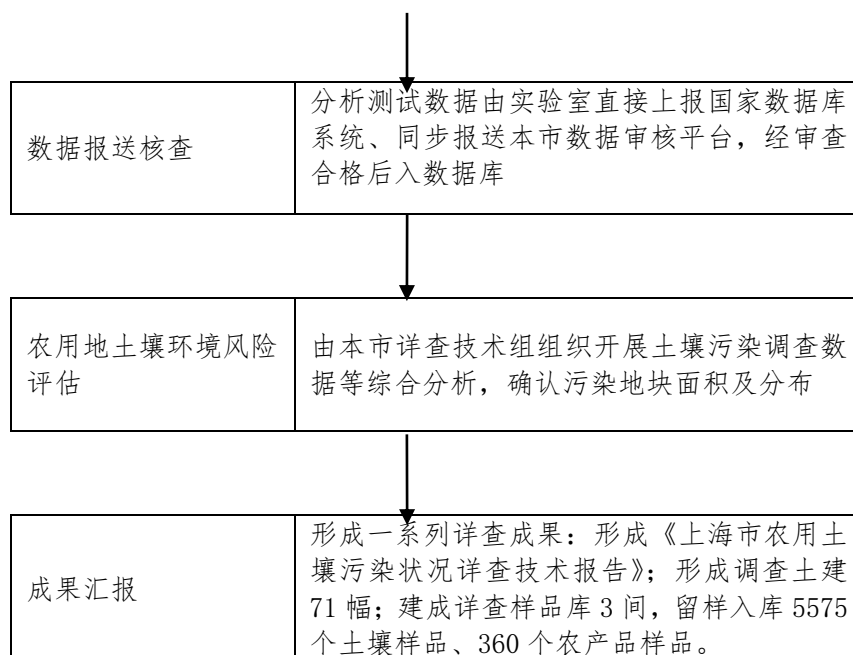 数据报送核查
分析测试数据由实验室直接上报国家数据库
系统、同步报送本市数据审核平台，经审查
合格后入数据库
农用地土壤环境风险
评估
由本市详查技术组组织开展土壤污染调查数
据等综合分析，确认污染地块面积及分布
成果汇报
形成一系列详查成果：形成《上海市农用土
壤污染状况详查技术报告》；形成调查土建
71 幅；建成详查样品库 3 间，留样入库 5575
个土壤样品、360 个农产品样品。